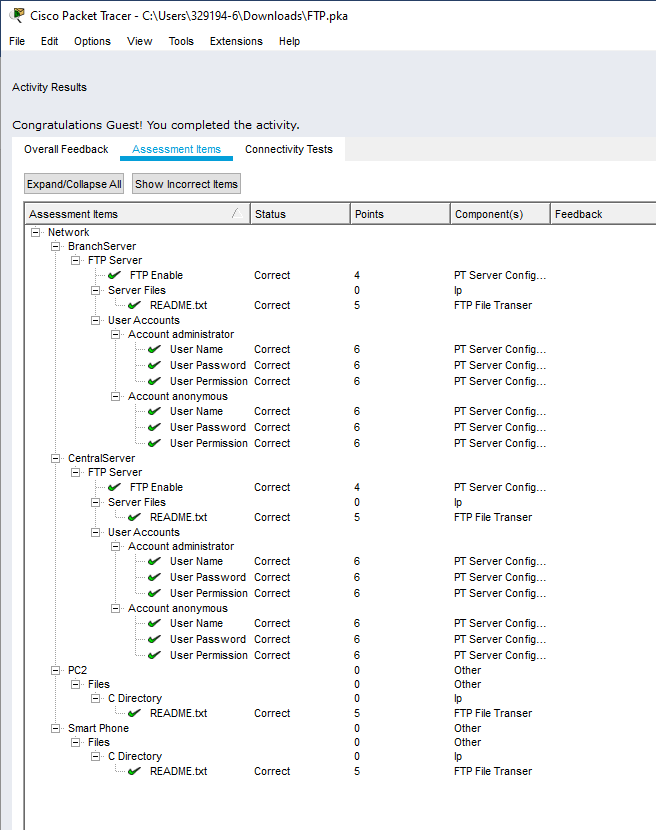 Cisco Packet Tracer - C:\Users\329194-6\Downloads\FTP.pka
File Edit Options View Tools Extensions Help
Activity Results
Congratulations Guest! You completed the activity.
Overall Feedback Assessment Items Connectivity Tests
Expand/Collapse All Show Incorrect Items
Assessment Items Status Points Component(s) Feedback
Network
BranchServer
FTP Server
FTP Enable Correct 4 PT Server Config...
Server Files 0 Ip
README.txt Correct 5 FTP File Transer
User Accounts
Account administrator
User Name Correct 6 PT Server Config...
User Password Correct 6 PT Server Config...
User Permission Correct 6 PT Server Config...
Account anonymous
User Name Correct 6 PT Server Config...
User Password Correct 6 PT Server Config...
User Permission Correct 6 PT Server Config...
CentralServer
FTP Server
FTP Enable Correct 4 PT Server Config...
Server Files 0 Ip
README.txt Correct 5 FTP File Transer
User Accounts
Account administrator
User Name Correct 6 PT Server Config...
User Password Correct 6 PT Server Config...
User Permission Correct 6 PT Server Config...
Account anonymous
User Name Correct 6 PT Server Config...
User Password Correct 6 PT Server Config...
User Permission Correct 6 PT Server Config...
PC2 0 Other
Files 0 Other
C Directory 0 Ip
README.txt Correct 5 FTP File Transer
Smart Phone 0 Other
Files 0 Other
C Directory 0 Ip
README.txt Correct 5 FTP File Transer